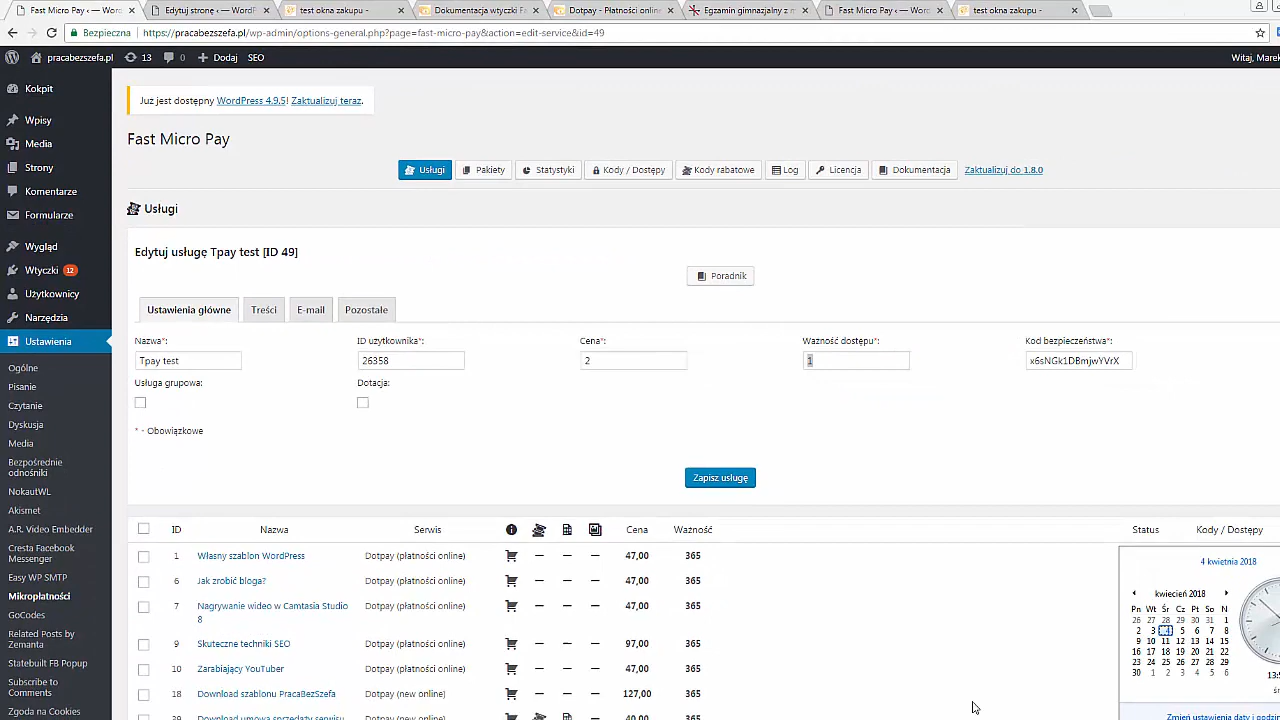 Fast Micro Pay ‹ — WordP
Edytuj stronę ‹ — WordPr
test okna zakupu -
Dokumentacja wtyczki Fa
Dotpay - Płatności online
Egzamin gimnazjalny z m
Fast Micro Pay ‹ — WordP
test okna zakupu -
Bezpieczna
https://pracabezszefa.pl/wp-admin/options-general.php?page=fast-micro-pay&action=edit-service&id=49
pracabezszefa.pl
13
0
Dodaj
SEO
Witaj, Marek
Kokpit
Wpisy
Media
Strony
Komentarze
Formularze
Wygląd
Wtyczki 12
Użytkownicy
Narzędzia
Ustawienia
Ogólne
Pisanie
Czytanie
Dyskusja
Media
Bezpośrednie
odnośniki
NokautWL
Akismet
A.R. Video Embedder
Cresta Facebook
Messenger
Easy WP SMTP
Mikropłatności
GoCodes
Related Posts by
Zemanta
Statebuilt FB Popup
Subscribe to
Comments
Zgoda na Cookies
Już jest dostępny WordPress 4.9.5! Zaktualizuj teraz.
Fast Micro Pay
Usługi
Pakiety
Statystyki
Kody / Dostępy
Kody rabatowe
Log
Licencja
Dokumentacja
Zaktualizuj do 1.8.0
Usługi
Edytuj usługę Tpay test [ID 49]
Poradnik
Ustawienia główne
Treści
E-mail
Pozostałe
Nazwa*:
ID użytkownika*:
Cena*:
Ważność dostępu*:
Kod bezpieczeństwa*:
Tpay test
26358
2
1
x6sNGk1DBmjwYVrX
Usługa grupowa:
Dotacja:
* - Obowiązkowe
Zapisz usługę
ID Nazwa Serwis Cena Ważność Status Kody / Dostępy
1 Własny szablon WordPress Dotpay (płatności online) — — — 47,00 365
6 Jak zrobić bloga? Dotpay (płatności online) — — — 47,00 365
7 Nagrywanie wideo w Camtasia Studio Dotpay (płatności online) — — — 47,00 365
8
9 Skuteczne techniki SEO Dotpay (płatności online) — — — 97,00 365
10 Zarabiający YouTuber Dotpay (płatności online) — — — 47,00 365
18 Download szablonu PracaBezSzefa Dotpay (new online) — — — 127,00 365
Download umowa sprzedaży serwisu Dotpay (new online) 365
4 kwietnia 2018
kwiecień 2018
Pn Wt Śr Cz Pt So N
26 27 28 29 30 31 1
2 3 4 5 6 7 8
9 10 11 12 13 14 15
16 17 18 19 20 21 22
23 24 25 26 27 28 29
30 1 2 3 4 5 6
Zmień ustawienia daty i